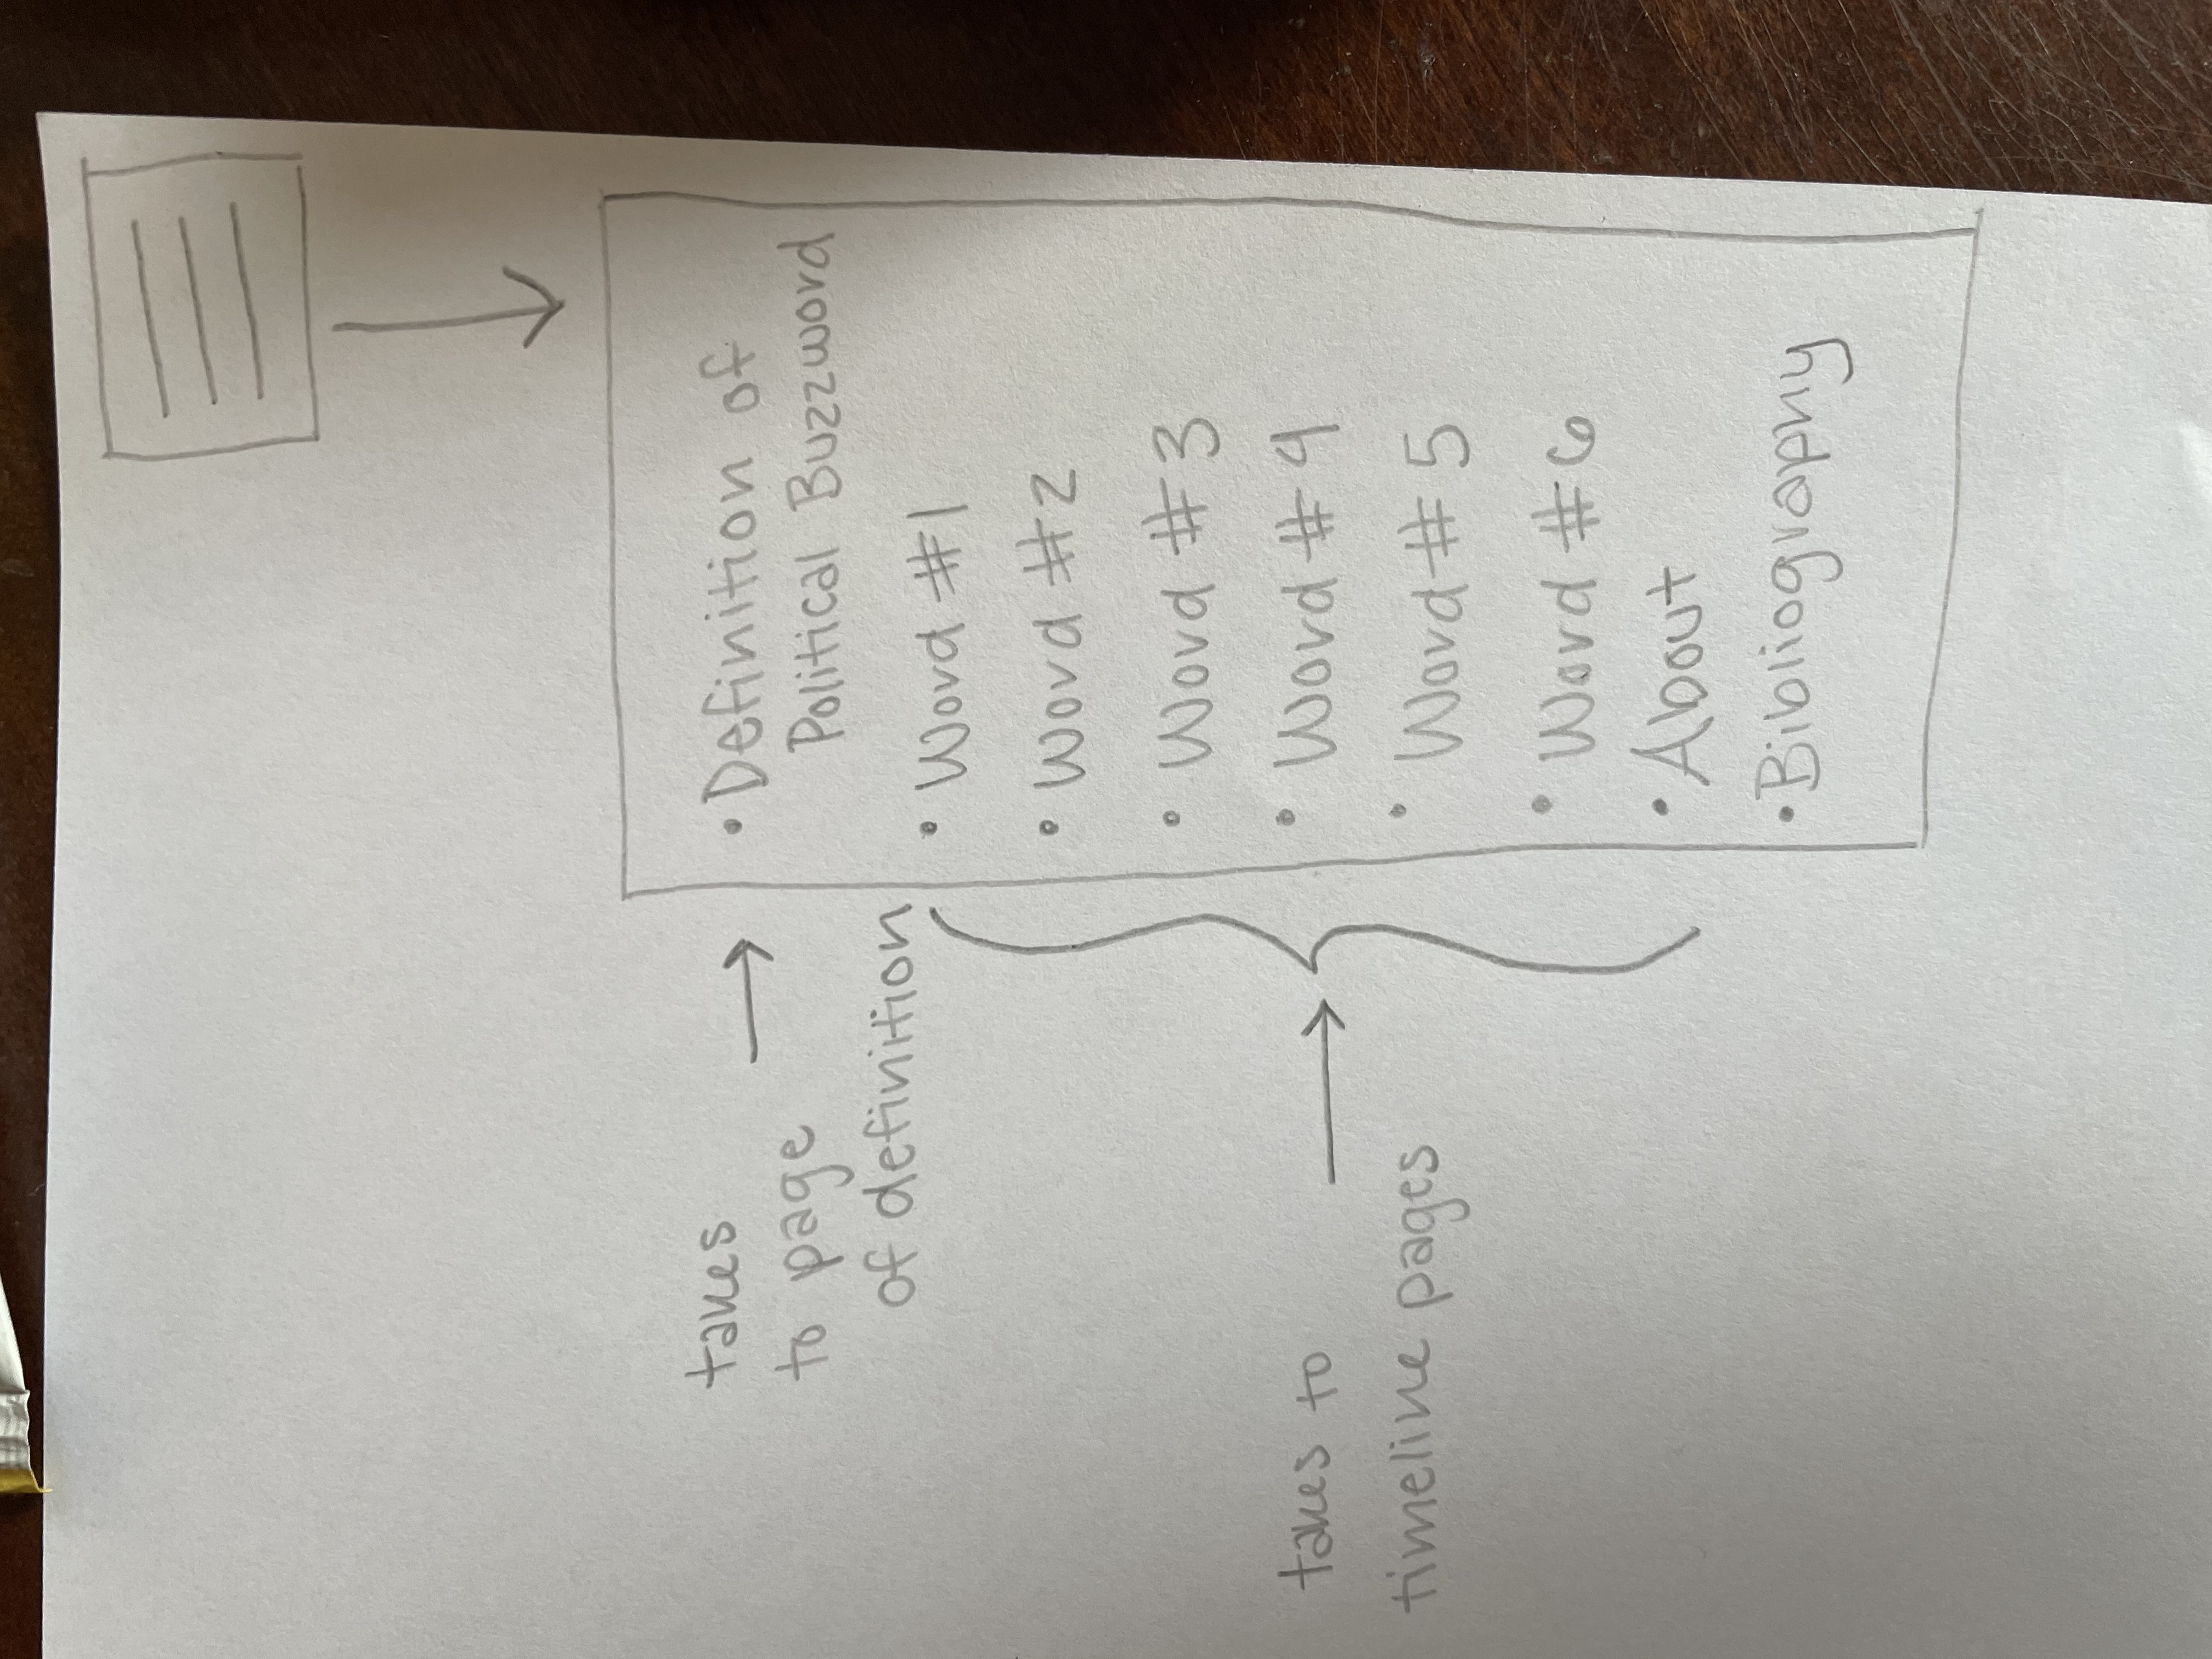 takes
to page
of definition
• Definition of
Political Buzzword
• Word #1
• Word #2
• Word #3
• Word #4
• Word #5
• Word #6
• About
• Bibliography
takes to
timeline pages